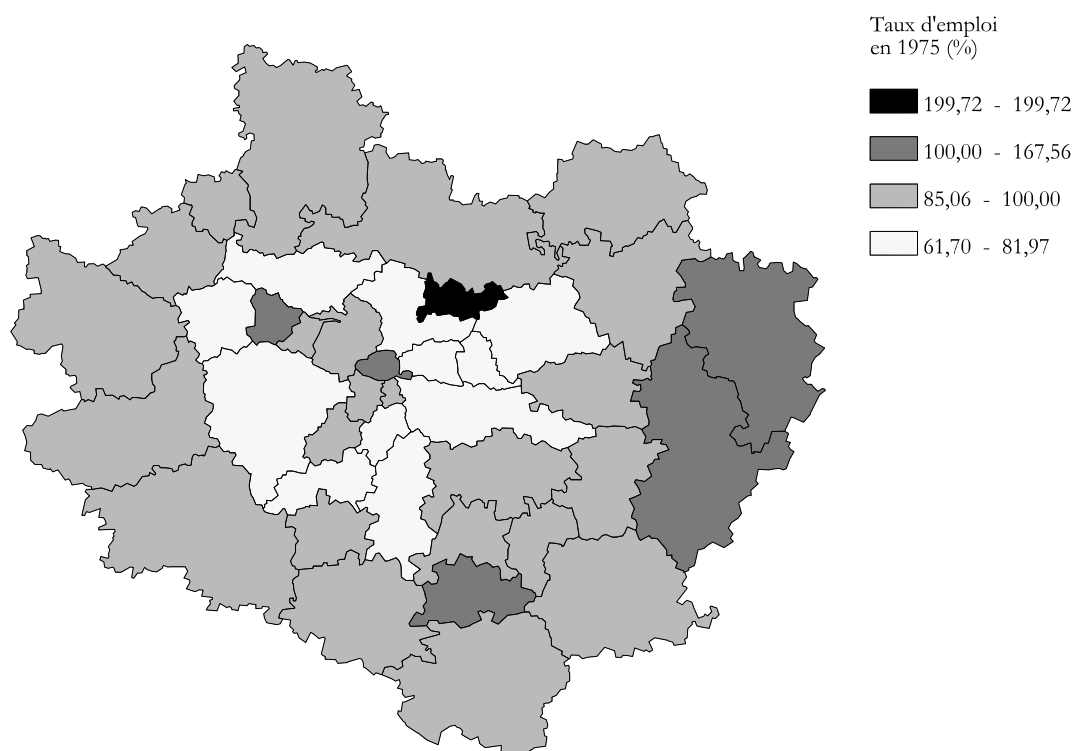 Taux d'emploi
en 1975 (%)
199,72 - 199,72
100,00 - 167,56
85,06 - 100,00
61,70 - 81,97